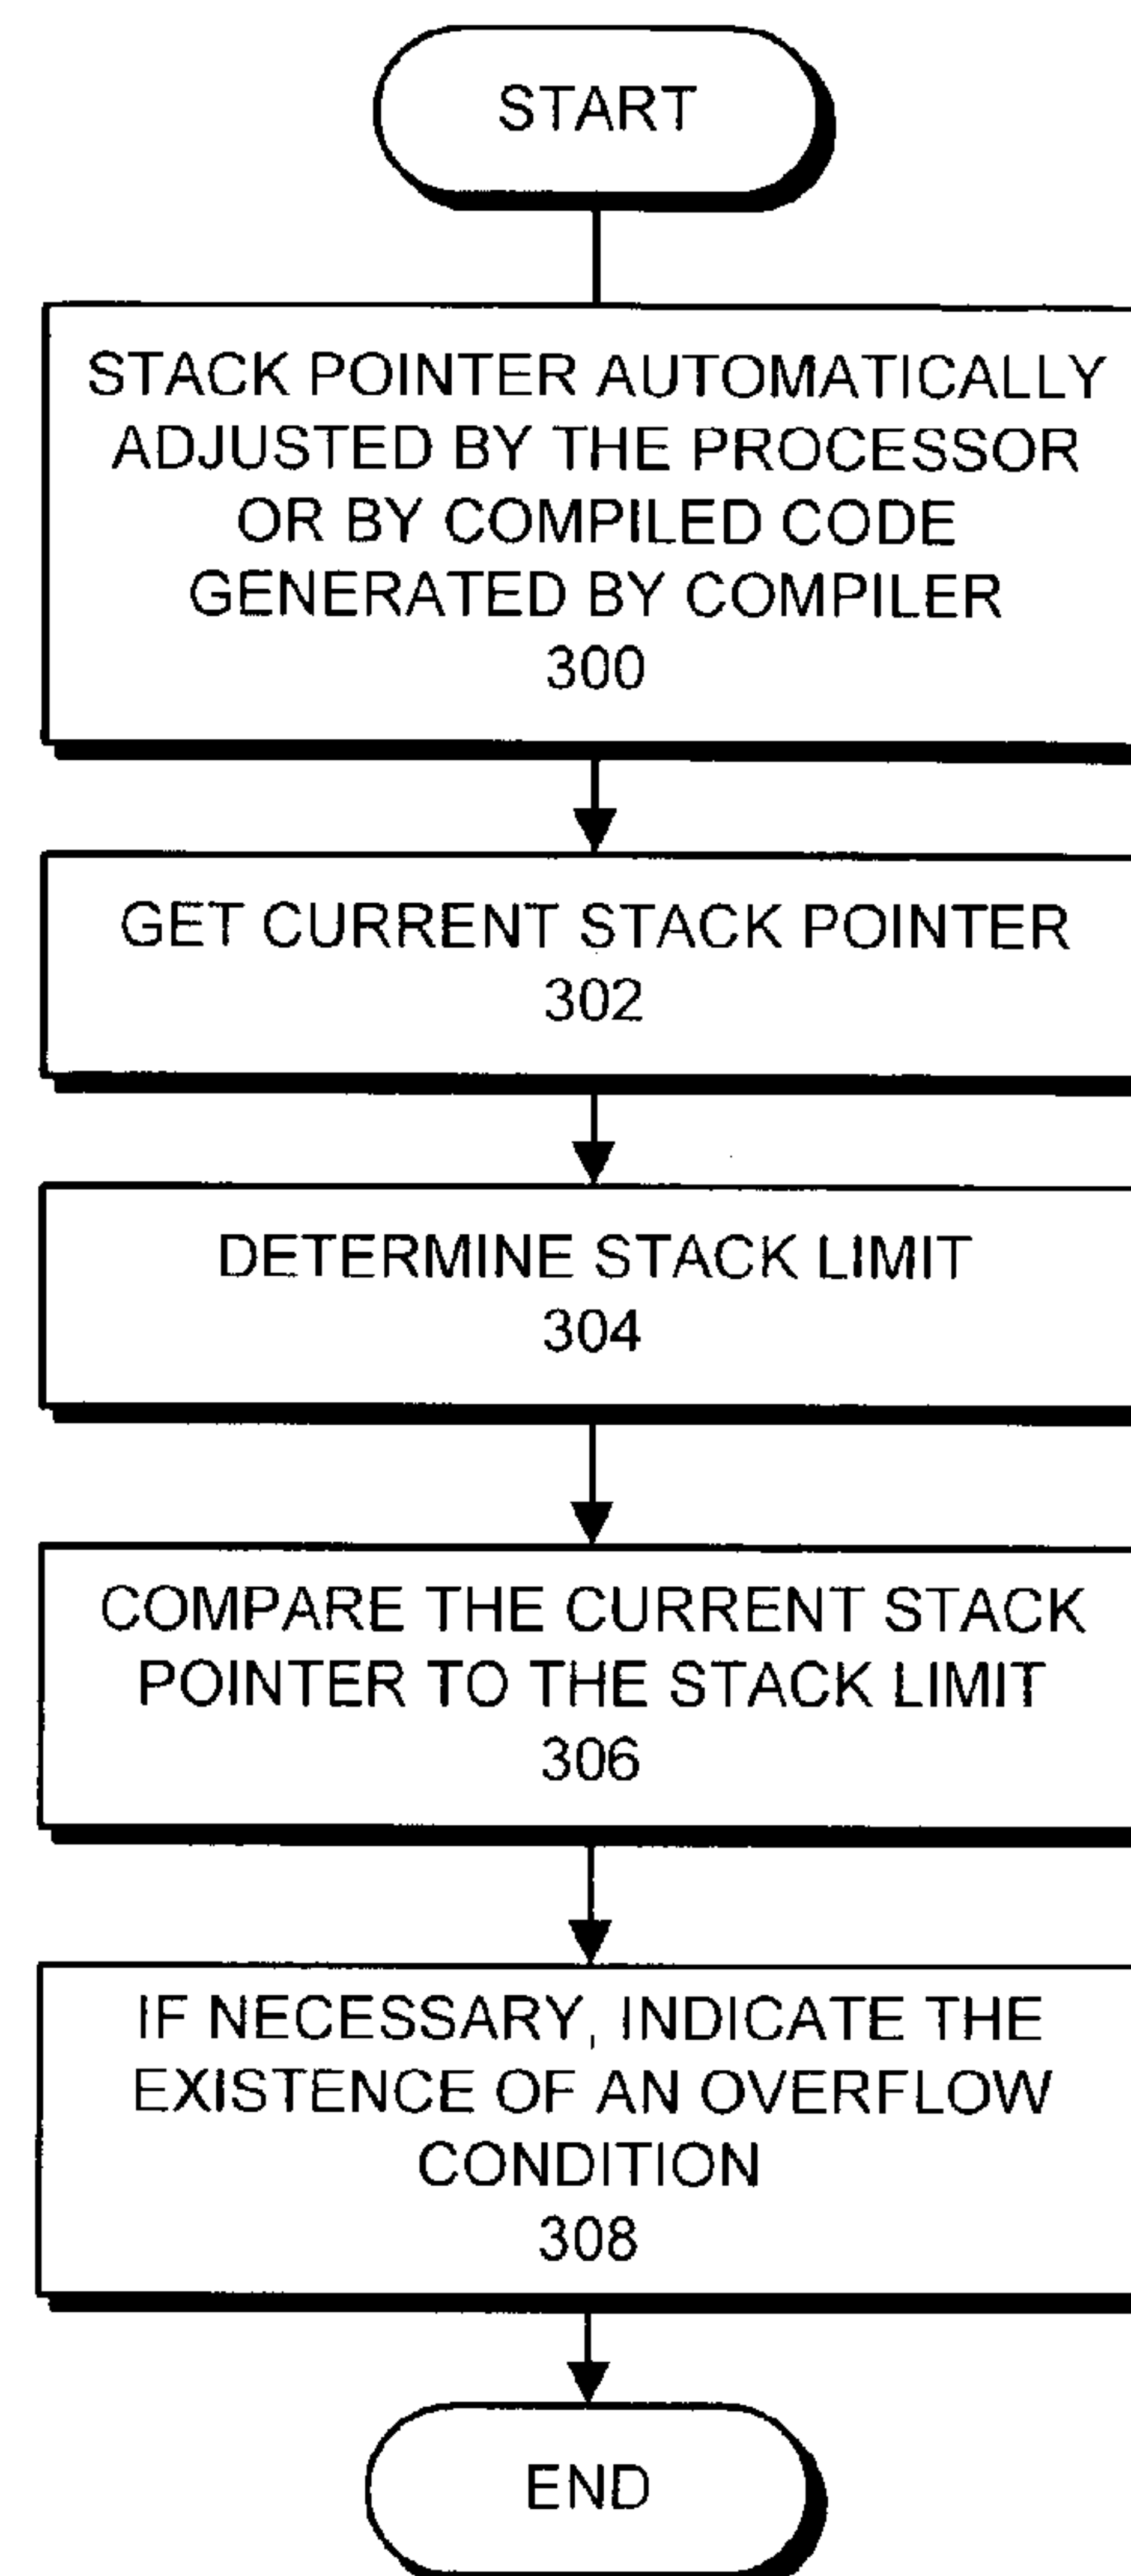 START
STACK POINTER AUTOMATICALLY
ADJUSTED BY THE PROCESSOR
OR BY COMPILED CODE
GENERATED BY COMPILER
300
GET CURRENT STACK POINTER
302
DETERMINE STACK LIMIT
304
COMPARE THE CURRENT STACK
POINTER TO THE STACK LIMIT
306
IF NECESSARY, INDICATE THE
EXISTENCE OF AN OVERFLOW
CONDITION
308
END